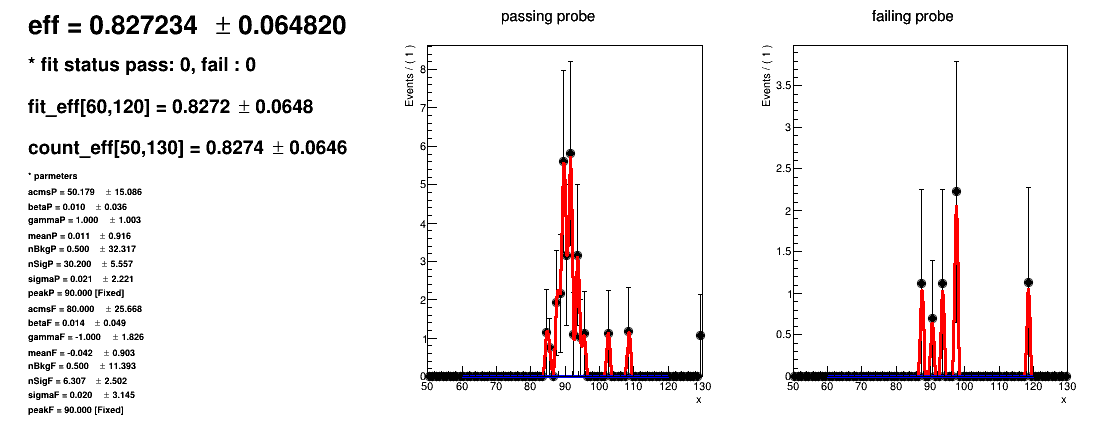 eff = 0.827234 ± 0.064820
* fit status pass: 0, fail : 0
fit_eff[60,120] = 0.8272 ± 0.0648
count_eff[50,130] = 0.8274 ± 0.0646
* parmeters
acmsP = 50.179 ± 15.086
betaP = 0.010 ± 0.036
gammaP = 1.000 ± 1.003
meanP = 0.011 ± 0.916
nBkgP = 0.500 ± 32.317
nSigP = 30.200 ± 5.557
sigmaP = 0.021 ± 2.221
peakP = 90.000 [Fixed]
acmsF = 80.000 ± 25.668
betaF = 0.014 ± 0.049
gammaF = -1.000 ± 1.826
meanF = -0.042 ± 0.903
nBkgF = 0.500 ± 11.393
nSigF = 6.307 ± 2.502
sigmaF = 0.020 ± 3.145
peakF = 90.000 [Fixed]
passing probe
Events / ( 1 )
8
7
6
5
4
3
2
1
0
50 60 70 80 90 100 110 120 130
x
failing probe
Events / ( 1 )
3.5
3
2.5
2
1.5
1
0.5
0
50 60 70 80 90 100 110 120 130
x